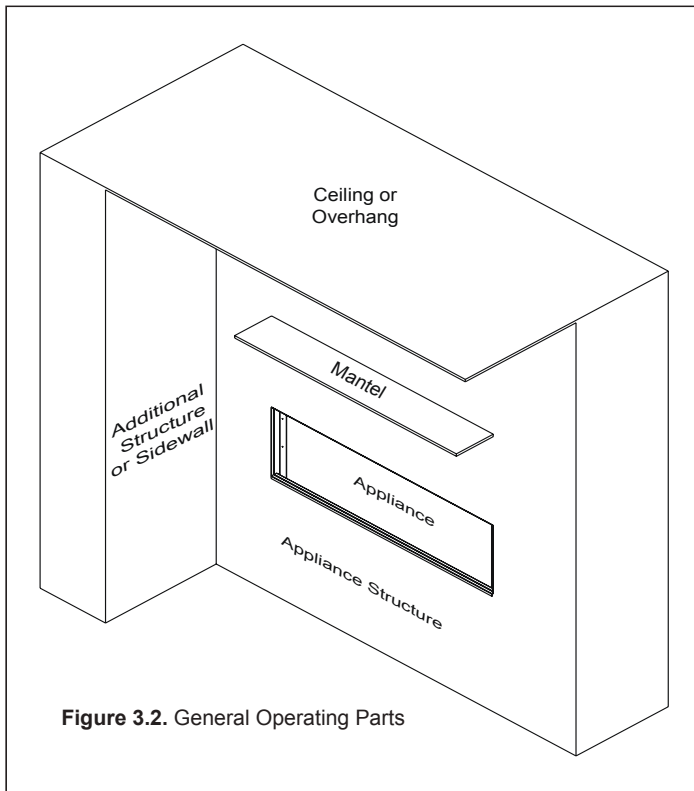 Ceiling or
Overhang
Mantel
Additional
Structure
or Sidewall
Appliance
Appliance Structure
Figure 3.2. General Operating Parts